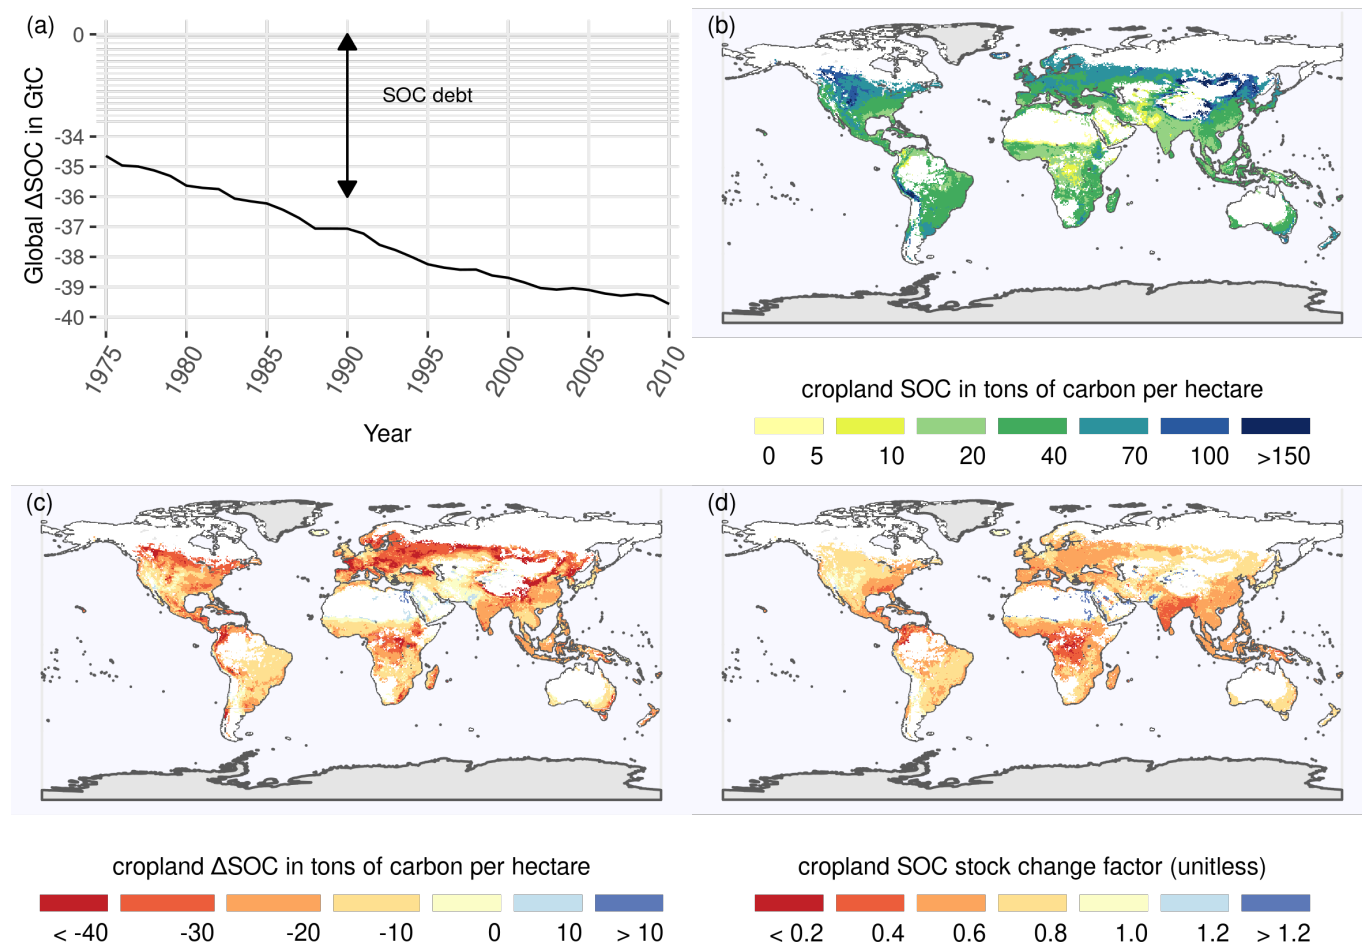 (a)
Global ΔSOC in GtC
0
-34
-35
-36
-37
-38
-39
-40
SOC debt
1975
1980
1985
1990
1995
2000
2005
2010
Year
(b)
cropland SOC in tons of carbon per hectare
0 5 10 20 40 70 100 >150
(c)
cropland ΔSOC in tons of carbon per hectare
< -40 -30 -20 -10 0 10 > 10
(d)
cropland SOC stock change factor (unitless)
< 0.2 0.4 0.6 0.8 1.0 1.2 > 1.2